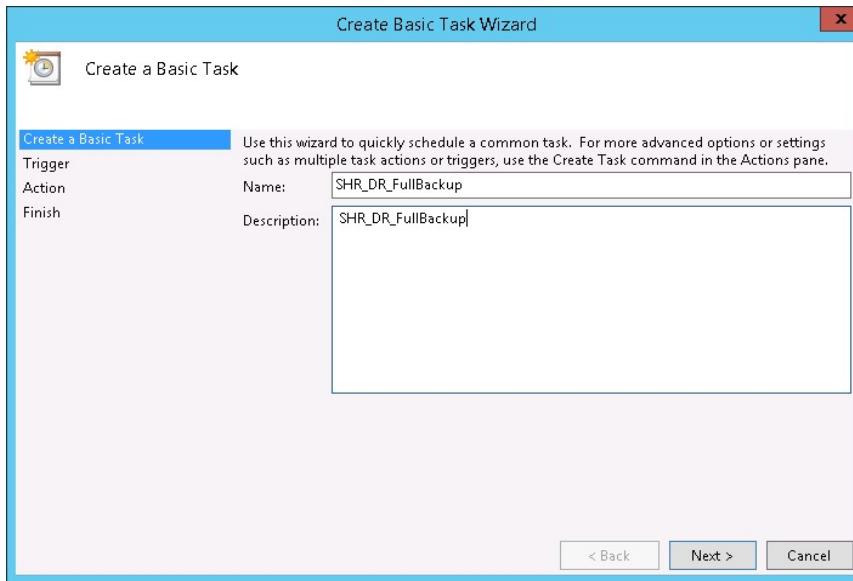 Create Basic Task Wizard
x
Create a Basic Task
Create a Basic Task
Trigger
Action
Finish
Use this wizard to quickly schedule a common task. For more advanced options or settings
such as multiple task actions or triggers, use the Create Task command in the Actions pane.
Name:
SHR_DR_FullBackup
Description:
SHR_DR_FullBackup
< Back
Next >
Cancel